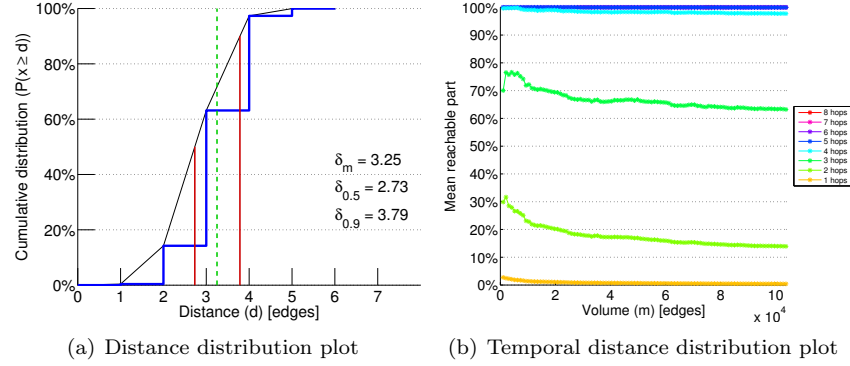 100%
80%
60%
40%
20%
0%
Cumulative distribution (P(x ≥ d))
0 1 2 3 4 5 6 7
Distance (d) [edges]
δm = 3.25
δ0.5 = 2.73
δ0.9 = 3.79
(a) Distance distribution plot
100%
90%
80%
70%
60%
50%
40%
30%
20%
10%
0%
Mean reachable part
0 2 4 6 8 10
x 10^4
Volume (m) [edges]
8 hops
7 hops
6 hops
5 hops
4 hops
3 hops
2 hops
1 hops
(b) Temporal distance distribution plot